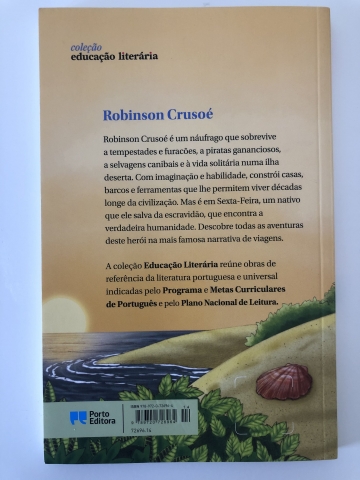 coleção
educação literária
Robinson Crusoé
Robinson Crusoé é um náufrago que sobrevive
a tempestades e furacões, a piratas gananciosos,
a selvagens canibais e à vida solitária numa ilha
deserta. Com imaginação e habilidade, constrói casas,
barcos e ferramentas que lhe permitem viver décadas
longe da civilização. Mas é em Sexta-Feira, um nativo
que ele salva da escravidão, que encontra a
verdadeira humanidade. Descobre todas as aventuras
deste herói na mais famosa narrativa de viagens.
A coleção Educação Literária reúne obras de
referência da literatura portuguesa e universal
indicadas pelo Programa e Metas Curriculares
de Português e pelo Plano Nacional de Leitura.
Porto
Editora
72696.14